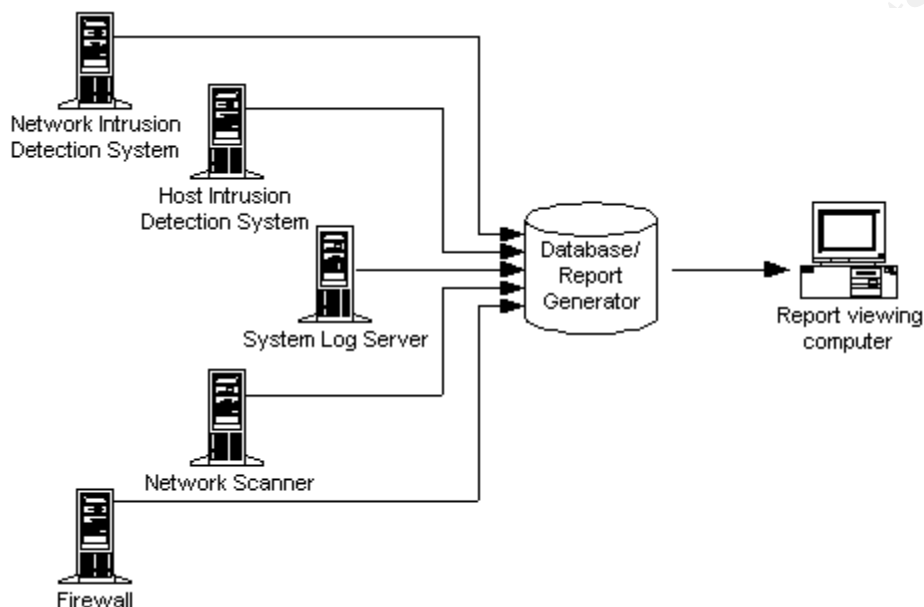 Network Intrusion
Detection System
Host Intrusion
Detection System
System Log Server
Network Scanner
Firewall
Database/
Report
Generator
Report viewing
computer